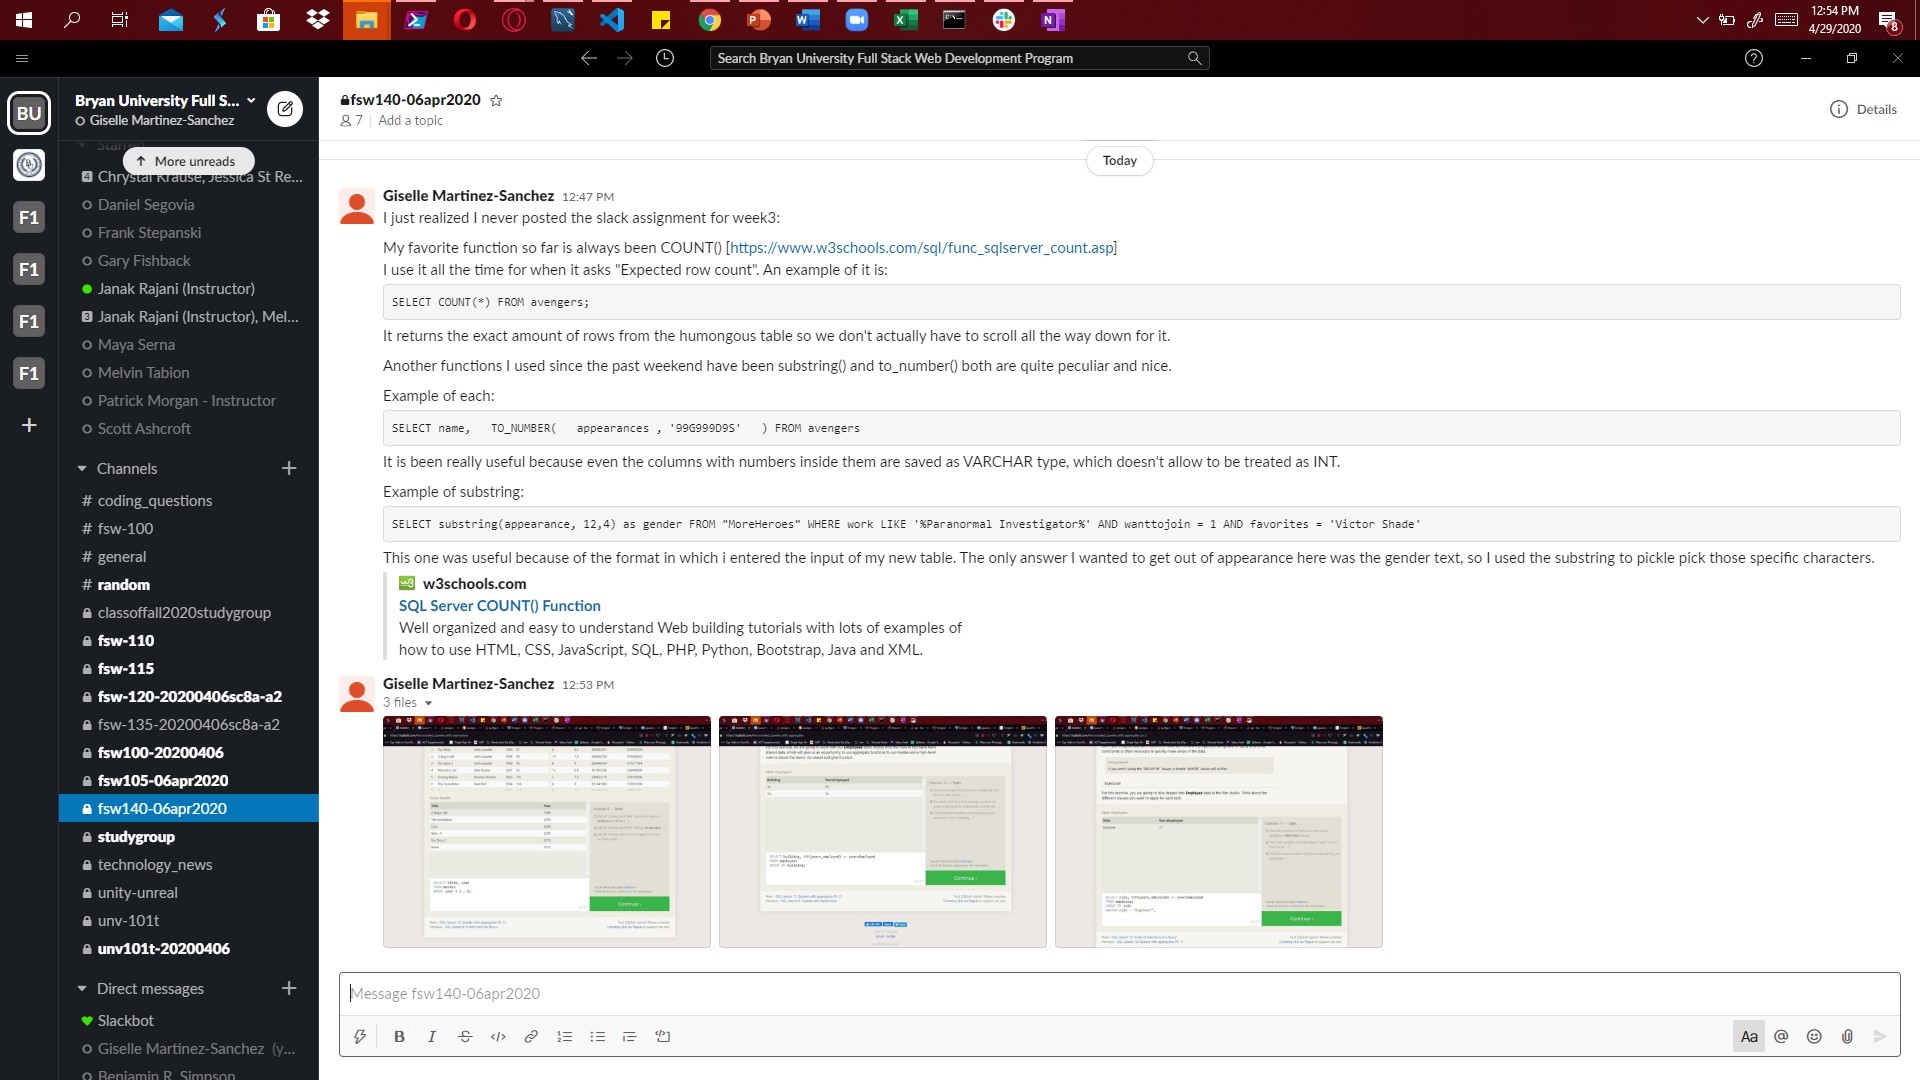 12:54 PM
4/29/2020
8
Search Bryan University Full Stack Web Development Program
BU
F1
F1
F1
F1
Bryan University Full S...
Giselle Martinez-Sanchez
Starred
More unreads
4 Chrystal Krause, Jessica St Re...
Daniel Segovia
Frank Stepanski
Gary Fishback
Janak Rajani (Instructor)
3 Janak Rajani (Instructor), Mel...
Maya Serna
Melvin Tabion
Patrick Morgan - Instructor
Scott Ashcroft
Channels
# coding_questions
# fsw-100
# general
# random
classoffall2020studygroup
fsw-110
fsw-115
fsw-120-20200406sc8a-a2
fsw-135-20200406sc8a-a2
fsw100-20200406
fsw105-06apr2020
fsw140-06apr2020
studygroup
technology_news
unity-unreal
unv-101t
unv101t-20200406
Direct messages
Slackbot
Giselle Martinez-Sanchez (y...
Benjamin R. Simpson
fsw140-06apr2020
7 | Add a topic
Details
Today
Giselle Martinez-Sanchez 12:47 PM
I just realized I never posted the slack assignment for week3:
My favorite function so far is always been COUNT() [https://www.w3schools.com/sql/func_sqlserver_count.asp]
I use it all the time for when it asks "Expected row count". An example of it is:
SELECT COUNT(*) FROM avengers;
It returns the exact amount of rows from the humongous table so we don't actually have to scroll all the way down for it.
Another functions I used since the past weekend have been substring() and to_number() both are quite peculiar and nice.
Example of each:
SELECT name,   TO_NUMBER(   appearances , '99G999D9S'   ) FROM avengers
It is been really useful because even the columns with numbers inside them are saved as VARCHAR type, which doesn't allow to be treated as INT.
Example of substring:
SELECT substring(appearance, 12,4) as gender FROM "MoreHeroes" WHERE work LIKE '%Paranormal Investigator%' AND wanttojoin = 1 AND favorites = 'Victor Shade'
This one was useful because of the format in which i entered the input of my new table. The only answer I wanted to get out of appearance here was the gender text, so I used the substring to pickle pick those specific characters.
w3schools.com
SQL Server COUNT() Function
Well organized and easy to understand Web building tutorials with lots of examples of
how to use HTML, CSS, JavaScript, SQL, PHP, Python, Bootstrap, Java and XML.
Giselle Martinez-Sanchez 12:53 PM
3 files
Continue ›
Continue ›
Continue ›
Message fsw140-06apr2020
B
I
Aa
@